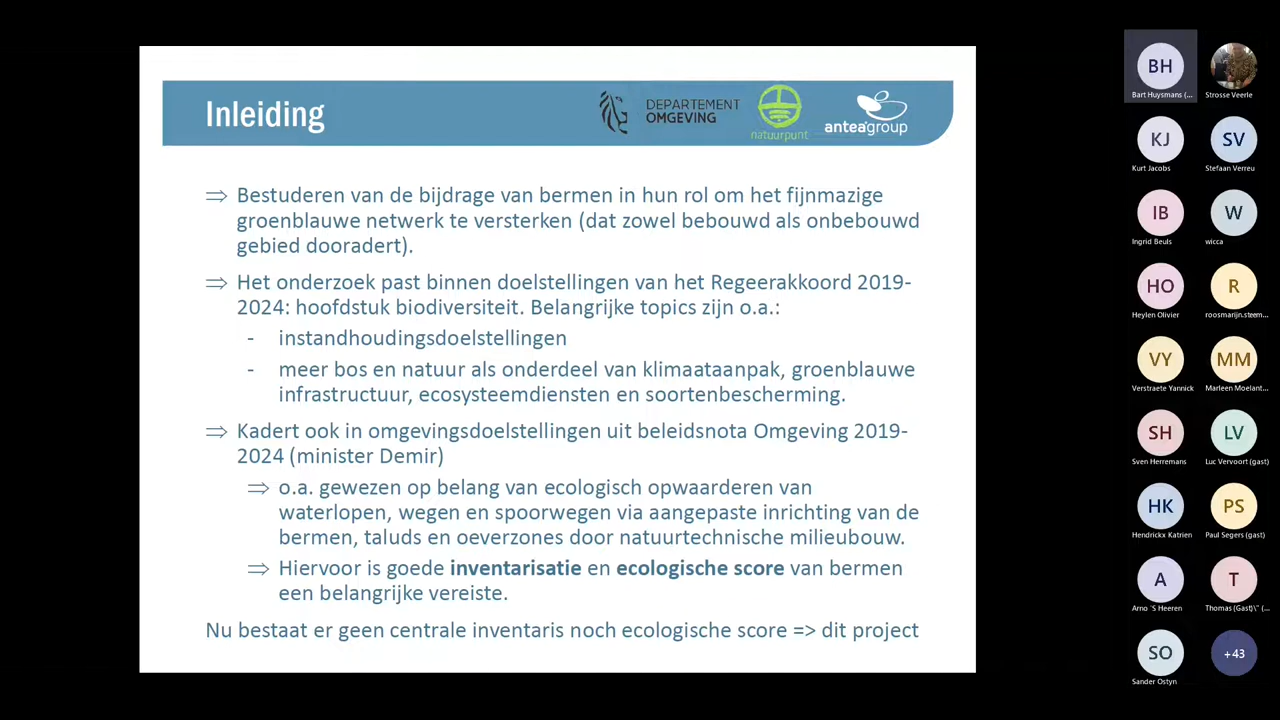 Inleiding
DEPARTEMENT
OMGEVING
natuurpunt
anteagroup
⇒ Bestuderen van de bijdrage van bermen in hun rol om het fijnmazige
groenblauwe netwerk te versterken (dat zowel bebouwd als onbebouwd
gebied dooradert).
⇒ Het onderzoek past binnen doelstellingen van het Regeerakkoord 2019-
2024: hoofdstuk biodiversiteit. Belangrijke topics zijn o.a.:
- instandhoudingsdoelstellingen
- meer bos en natuur als onderdeel van klimaataanpak, groenblauwe
infrastructuur, ecosysteemdiensten en soortenbescherming.
⇒ Kadert ook in omgevingsdoelstellingen uit beleidsnota Omgeving 2019-
2024 (minister Demir)
⇒ o.a. gewezen op belang van ecologisch opwaarderen van
waterlopen, wegen en spoorwegen via aangepaste inrichting van de
bermen, taluds en oeverzones door natuurtechnische milieubouw.
⇒ Hiervoor is goede inventarisatie en ecologische score van bermen
een belangrijke vereiste.
Nu bestaat er geen centrale inventaris noch ecologische score => dit project
BH
Bart Huysmans (...
Strosse Veerle
KJ
Kurt Jacobs
SV
Stefaan Verreu
IB
Ingrid Beuls
W
wicca
HO
Heylen Olivier
R
roosmarijn.steem...
VY
Verstraete Yannick
MM
Marleen Moelant...
SH
Sven Herremans
LV
Luc Vervoort (gast)
HK
Hendrickx Katrien
PS
Paul Segers (gast)
A
Arno `S Heeren
T
Thomas (Gast)\" (...
SO
Sander Ostyn
+43